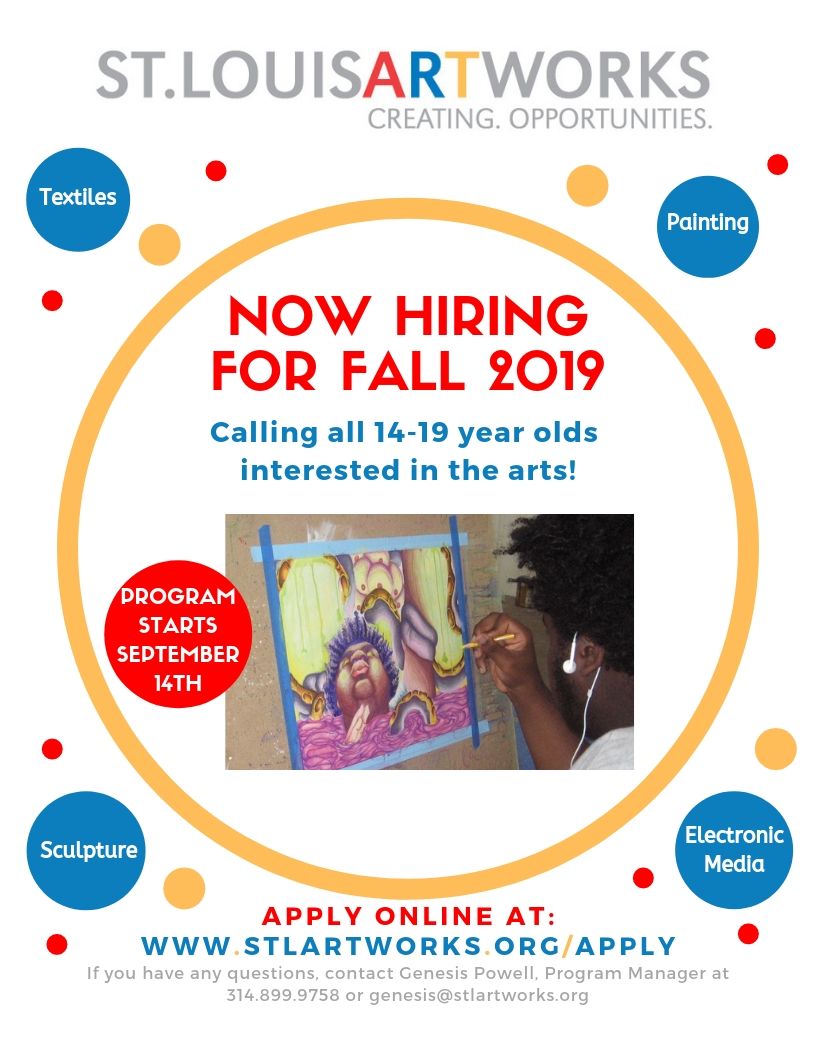 ST.LOUISARTWORKS
CREATING. OPPORTUNITIES.
Textiles
Painting
NOW HIRING
FOR FALL 2019
Calling all 14-19 year olds
interested in the arts!
PROGRAM
STARTS
SEPTEMBER
14TH
Sculpture
Electronic
Media
APPLY ONLINE AT:
WWW.STLARTWORKS.ORG/APPLY
If you have any questions, contact Genesis Powell, Program Manager at
314.899.9758 or genesis@stlartworks.org